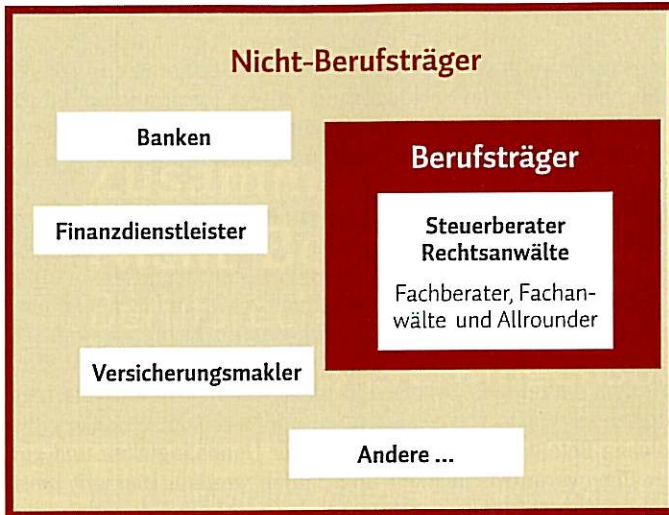 Nicht-Berufsträger
Banken
Berufsträger
Finanzdienstleister
Steuerberater
Rechtsanwälte
Fachberater, Fachan-
wälte und Allrounder
Versicherungsmakler
Andere ...